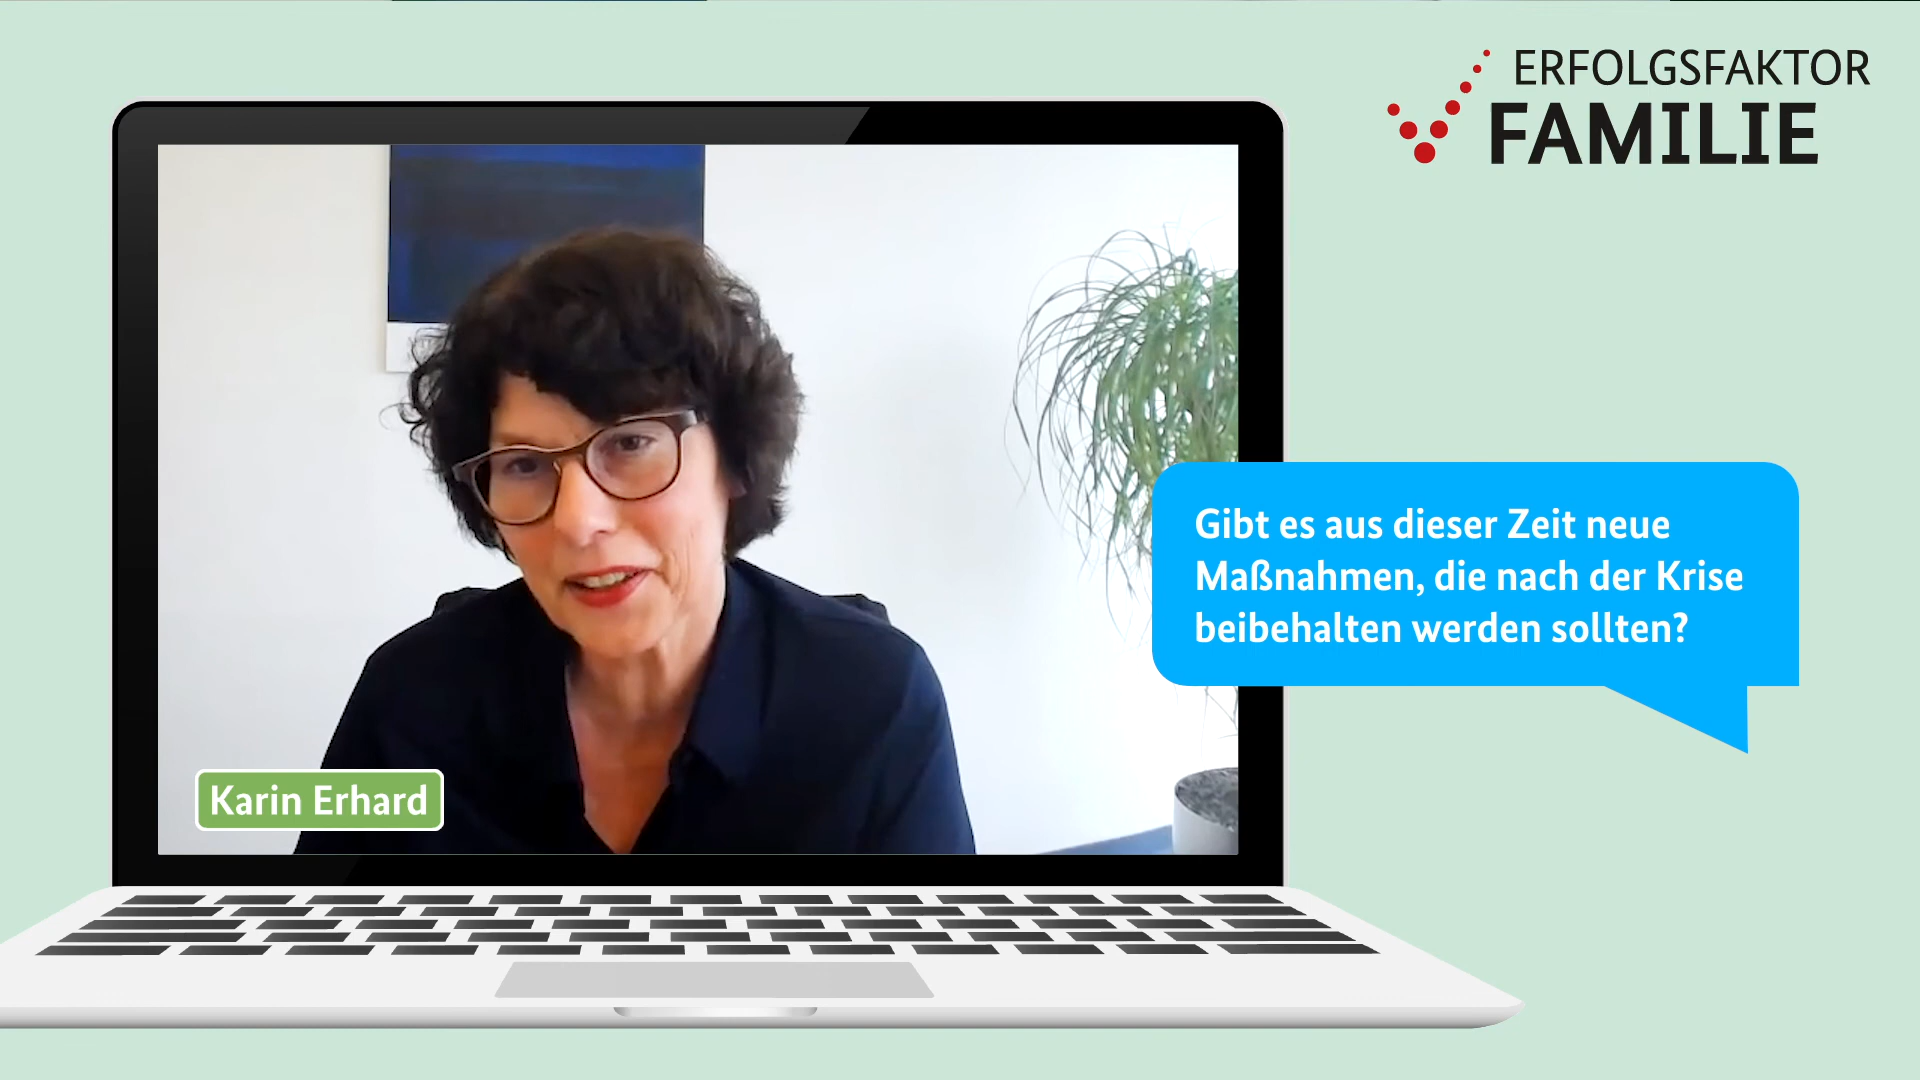 ERFOLGSFAKTOR
FAMILIE
Gibt es aus dieser Zeit neue
Maßnahmen, die nach der Krise
beibehalten werden sollten?
Karin Erhard